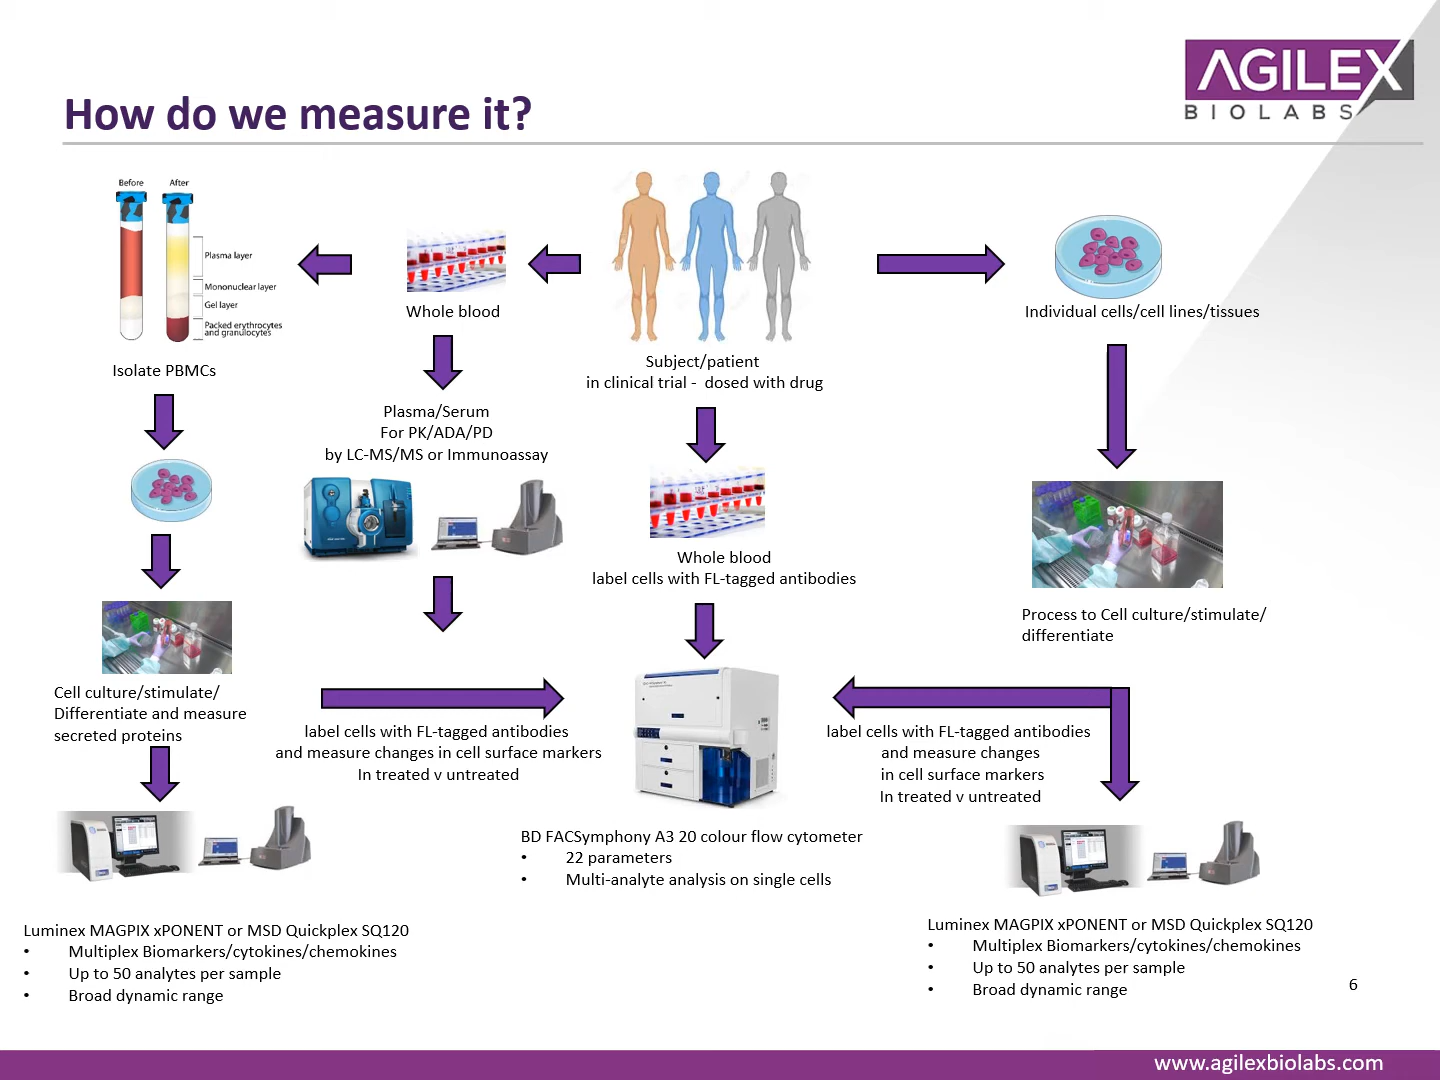 AGILEX
BIOLABS
How do we measure it?
Before
After
Plasma layer
Mononuclear layer
Gel layer
Packed erythrocytes
and granulocytes
Isolate PBMCs
Whole blood
Plasma/Serum
For PK/ADA/PD
by LC-MS/MS or Immunoassay
Subject/patient
in clinical trial -  dosed with drug
Whole blood
label cells with FL-tagged antibodies
Individual cells/cell lines/tissues
Process to Cell culture/stimulate/
differentiate
Cell culture/stimulate/
Differentiate and measure
secreted proteins
label cells with FL-tagged antibodies
and measure changes in cell surface markers
In treated v untreated
label cells with FL-tagged antibodies
and measure changes
in cell surface markers
In treated v untreated
BD FACSymphony A3 20 colour flow cytometer
• 22 parameters
• Multi-analyte analysis on single cells
Luminex MAGPIX xPONENT or MSD Quickplex SQ120
• Multiplex Biomarkers/cytokines/chemokines
• Up to 50 analytes per sample
• Broad dynamic range
Luminex MAGPIX xPONENT or MSD Quickplex SQ120
• Multiplex Biomarkers/cytokines/chemokines
• Up to 50 analytes per sample
• Broad dynamic range
6
www.agilexbiolabs.com